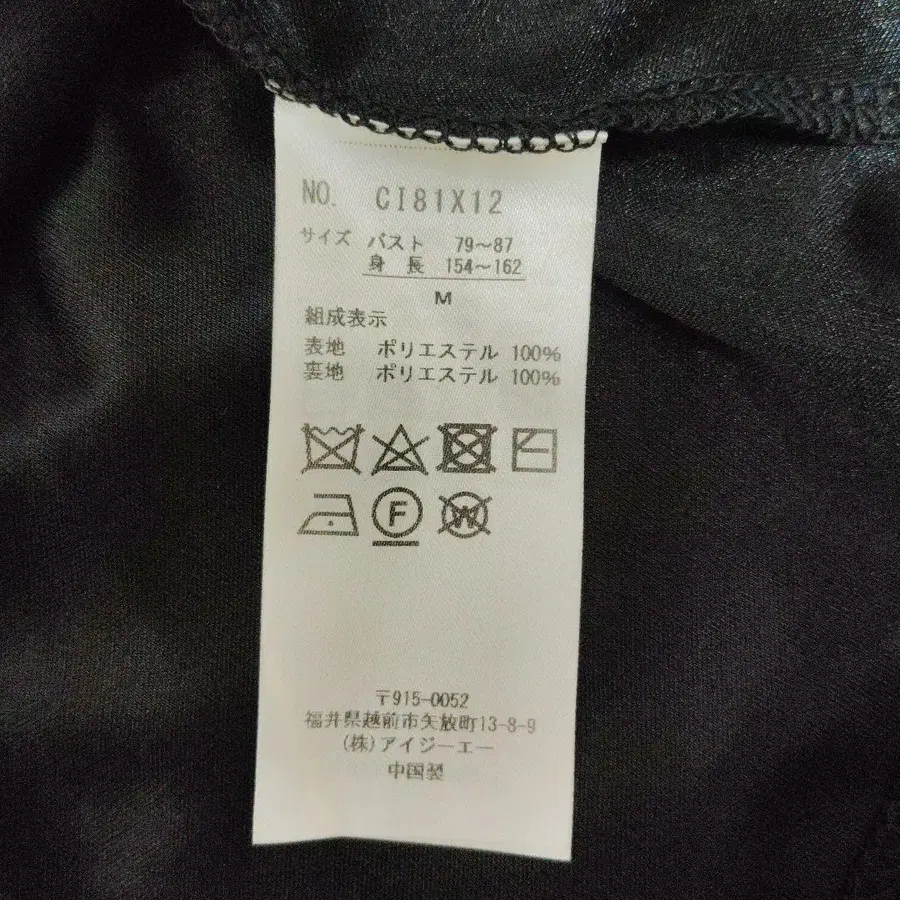 NO. CI81X12
サイズ バスト 79～87
身 長 154～162
M
組成表示
表地 ポリエステル 100%
裏地 ポリエステル 100%
F
W
〒915-0052
福井県越前市矢放町13-8-9
(株)アイジーエー
中国製